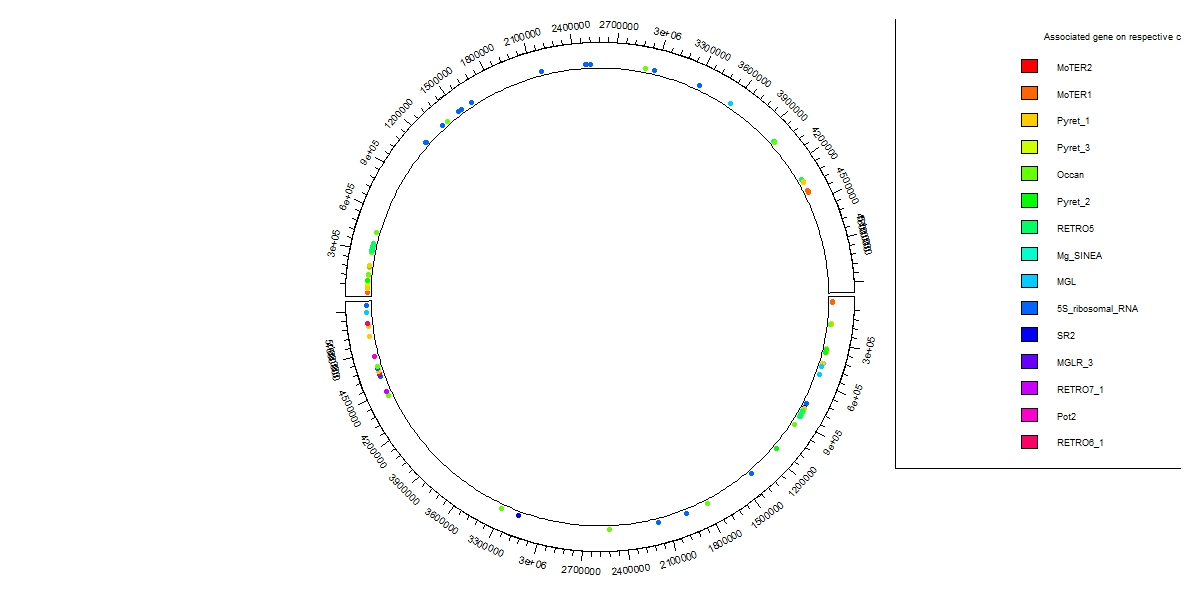 2400000
2700000
2100000
3e+06
1800000
3300000
1500000
3600000
1200000
3900000
9e+05
4200000
6e+05
4500000
3e+05
3e+05
6e+05
4500000
9e+05
4200000
1200000
3900000
1500000
3600000
1800000
3300000
2100000
3e+06
2400000
2700000
Associated gene on respective c
MoTER2
MoTER1
Pyret_1
Pyret_3
Occan
Pyret_2
RETRO5
Mg_SINEA
MGL
5S_ribosomal_RNA
SR2
MGLR_3
RETRO7_1
Pot2
RETRO6_1